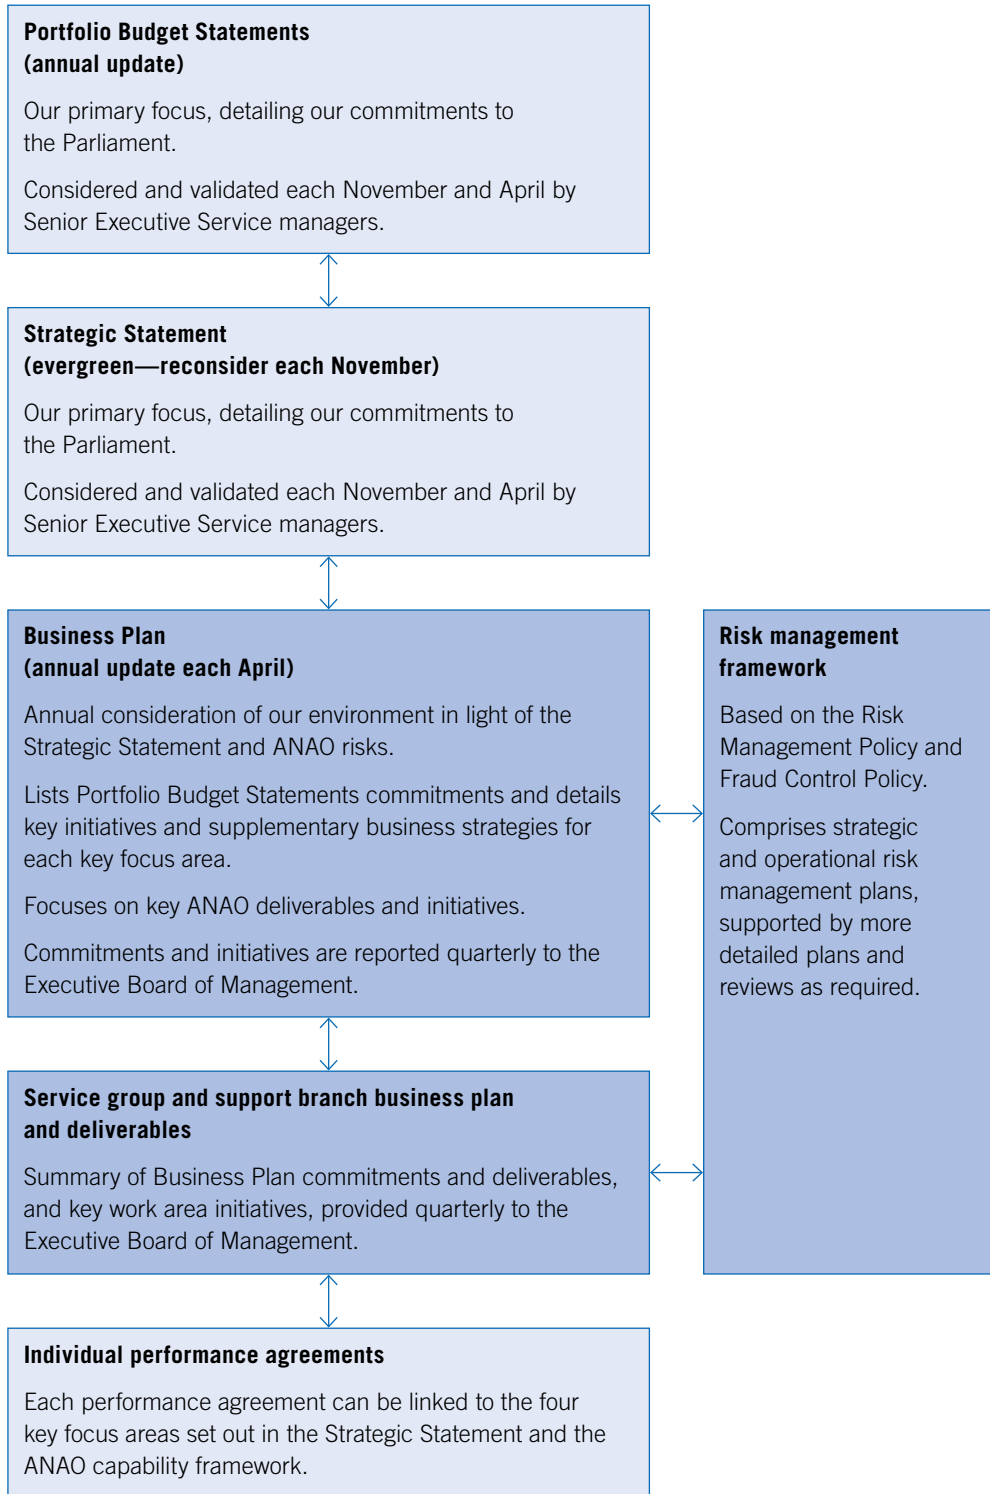 Portfolio Budget Statements
(annual update)
Our primary focus, detailing our commitments to
the Parliament.
Considered and validated each November and April by
Senior Executive Service managers.
Strategic Statement
(evergreen—reconsider each November)
Our primary focus, detailing our commitments to
the Parliament.
Considered and validated each November and April by
Senior Executive Service managers.
Business Plan
(annual update each April)
Annual consideration of our environment in light of the
Strategic Statement and ANAO risks.
Lists Portfolio Budget Statements commitments and details
key initiatives and supplementary business strategies for
each key focus area.
Focuses on key ANAO deliverables and initiatives.
Commitments and initiatives are reported quarterly to the
Executive Board of Management.
Risk management
framework
Based on the Risk
Management Policy and
Fraud Control Policy.
Comprises strategic
and operational risk
management plans,
supported by more
detailed plans and
reviews as required.
Service group and support branch business plan
and deliverables
Summary of Business Plan commitments and deliverables,
and key work area initiatives, provided quarterly to the
Executive Board of Management.
Individual performance agreements
Each performance agreement can be linked to the four
key focus areas set out in the Strategic Statement and the
ANAO capability framework.